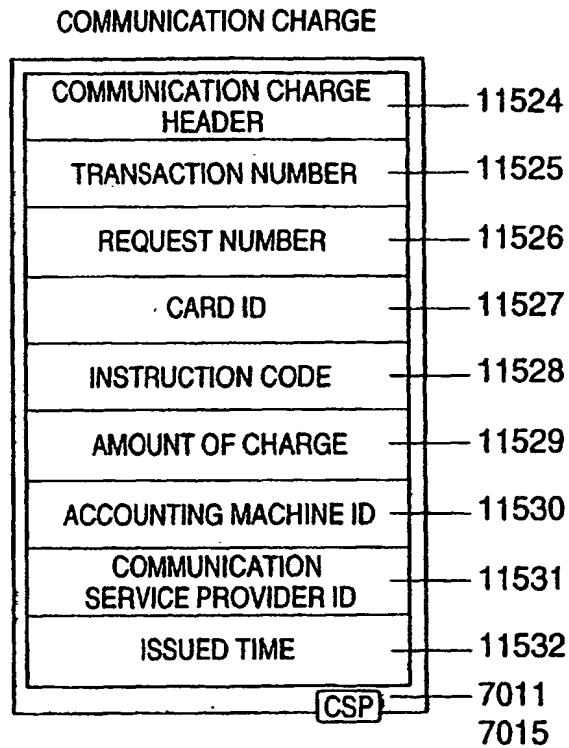 COMMUNICATION CHARGE
COMMUNICATION CHARGE
HEADER
11524
TRANSACTION NUMBER
11525
REQUEST NUMBER
11526
CARD ID
11527
INSTRUCTION CODE
11528
AMOUNT OF CHARGE
11529
ACCOUNTING MACHINE ID
11530
COMMUNICATION
SERVICE PROVIDER ID
11531
ISSUED TIME
11532
CSP
7011
7015